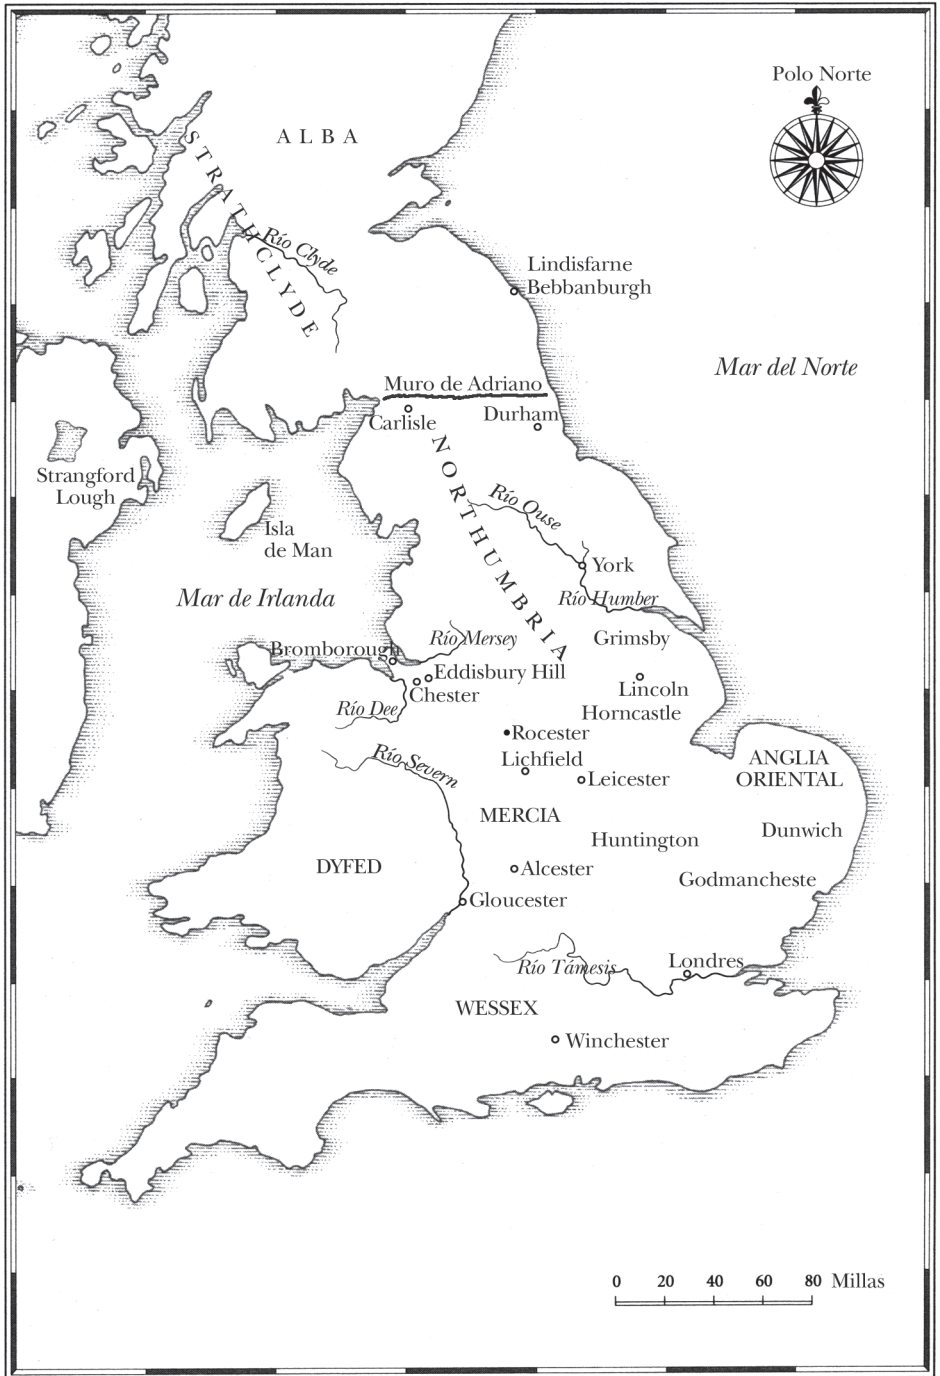 Polo Norte
ALBA
STRATHCLYDE
Río Clyde
Lindisfarne
Bebbanburgh
Mar del Norte
Muro de Adriano
Carlisle
Durham
NORTHUMBRIA
Strangford
Lough
Río Ouse
Isla
de Man
York
Mar de Irlanda
Río Humber
Río Mersey
Grimsby
Bromborough
Eddisbury Hill
Chester
Lincoln
Río Dee
Horncastle
Rocester
Río Severn
Lichfield
ANGLIA
ORIENTAL
Leicester
MERCIA
Dunwich
Huntington
DYFED
Alcester
Godmancheste
Gloucester
Río Támesis
Londres
WESSEX
Winchester
0 20 40 60 80 Millas